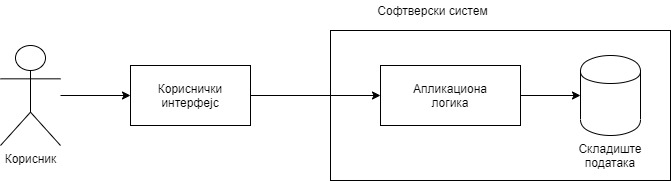 Софтверски систем
Кориснички
интерфејс
Апликациона
логика
Корисник
Складиште
података